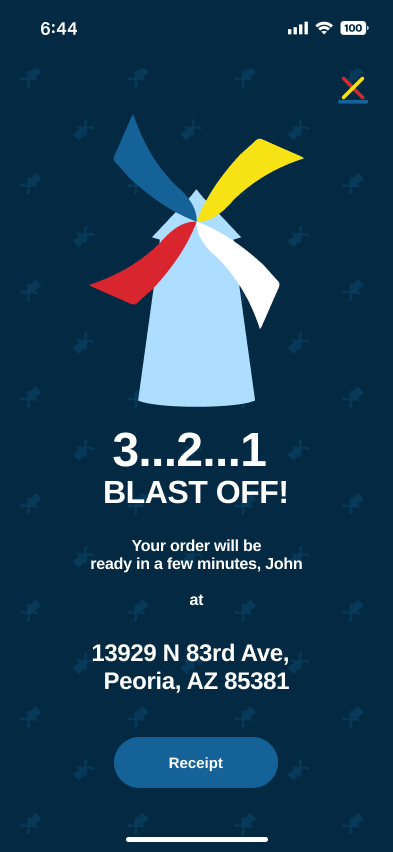 6:44
100
3...2...1
BLAST OFF!
Your order will be
ready in a few minutes, John
at
13929 N 83rd Ave,
Peoria, AZ 85381
Receipt